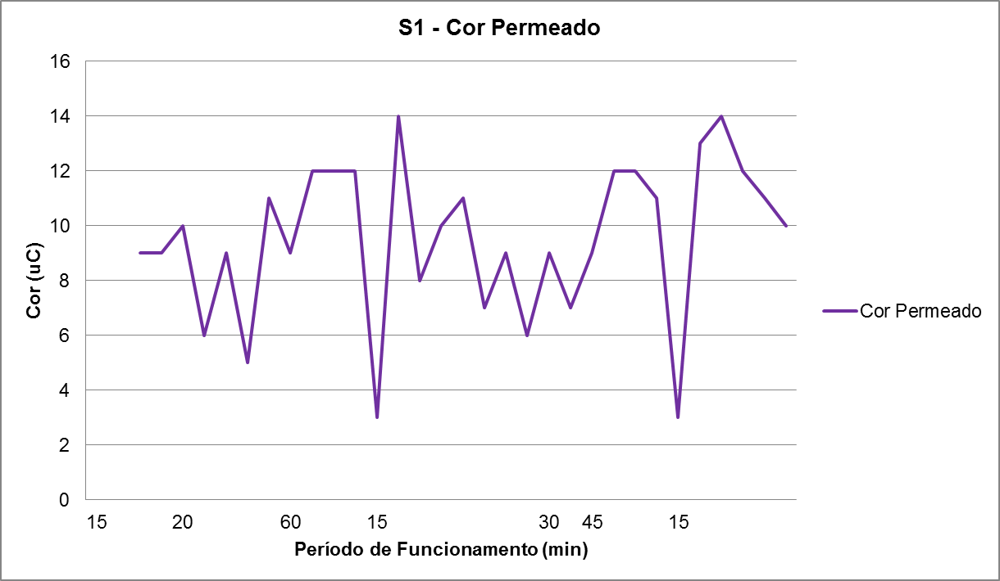 S1 - Cor Permeado
16
14
12
10
8
6
4
2
0
Cor (uC)
Cor Permeado
15 20 60 15 30 45 15
Período de Funcionamento (min)